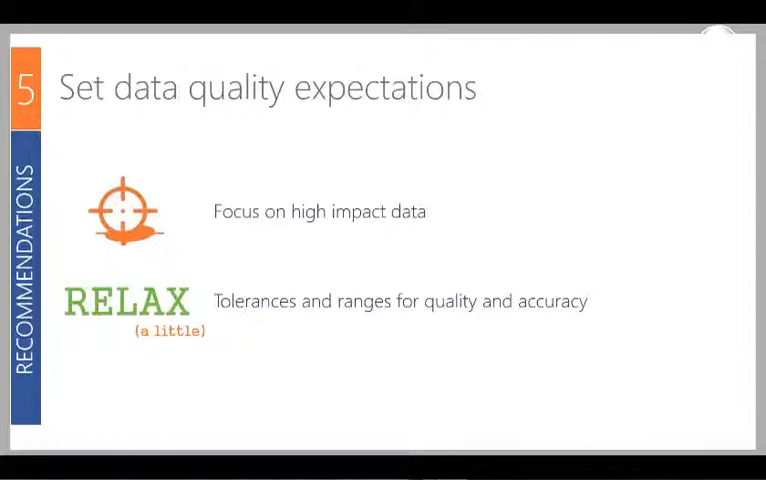 5 Set data quality expectations
RECOMMENDATIONS
Focus on high impact data
RELAX Tolerances and ranges for quality and accuracy
(a little)